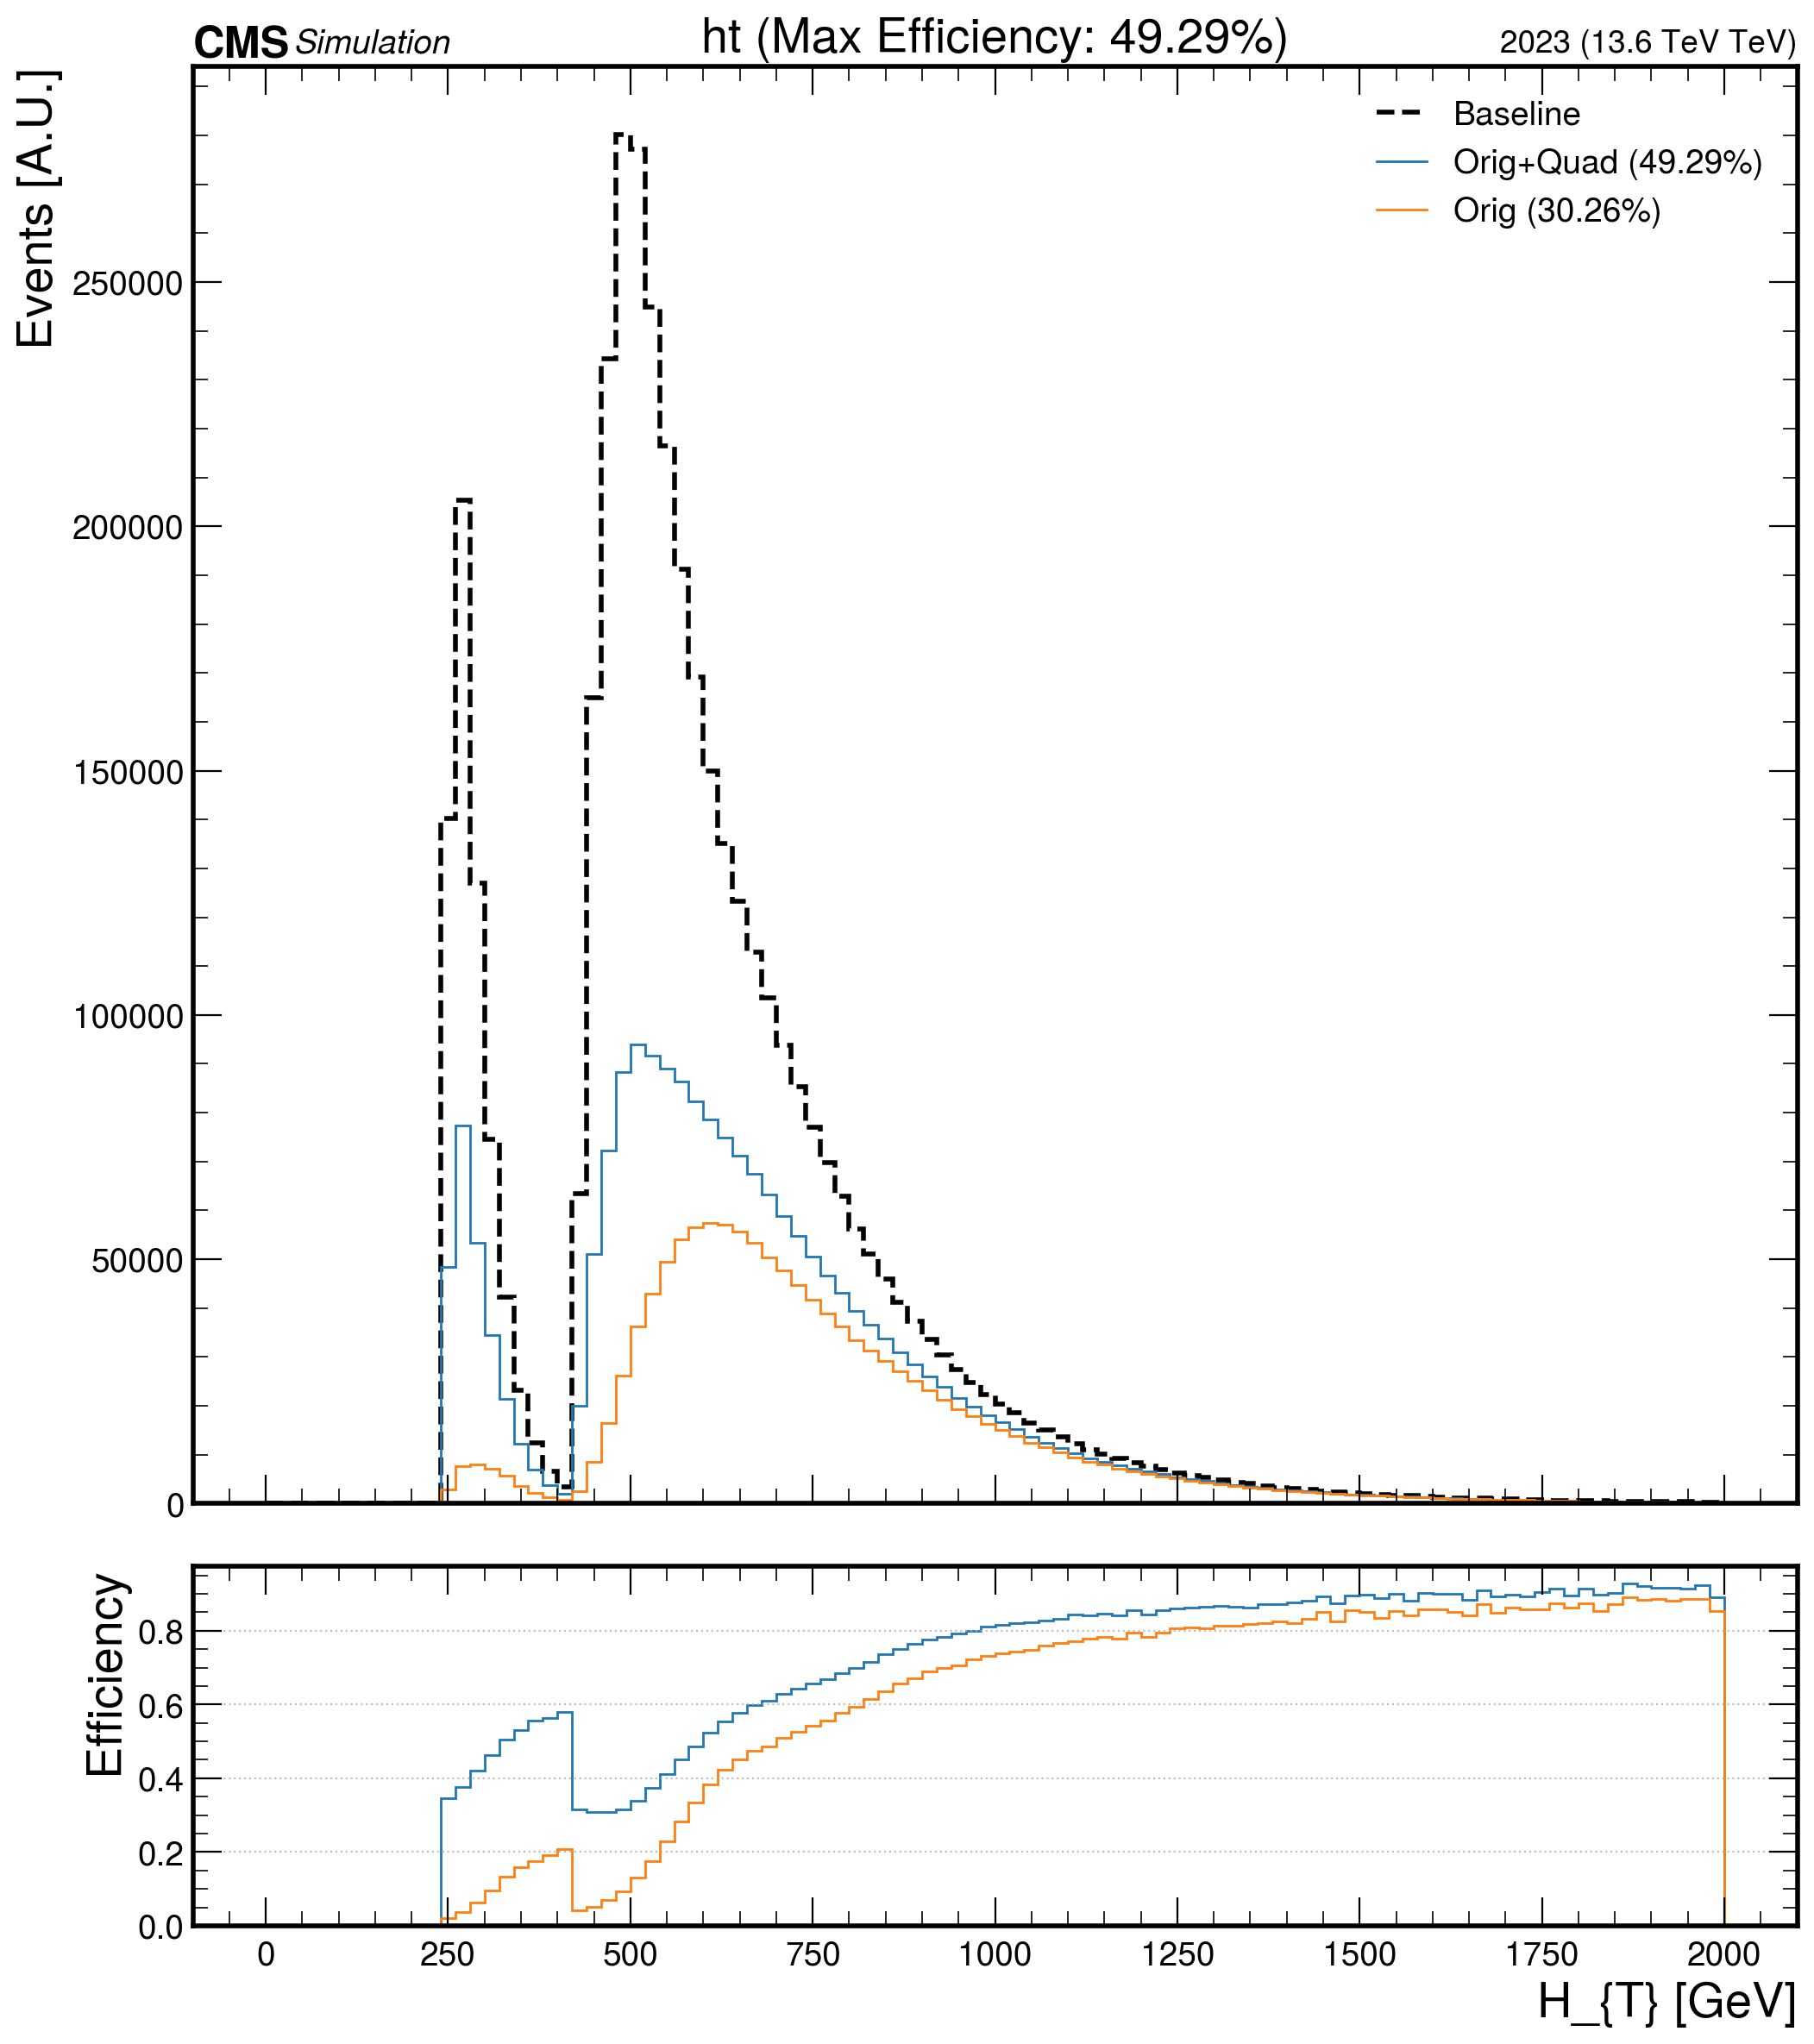 CMS Simulation
ht (Max Efficiency: 49.29%)
2023 (13.6 TeV TeV)
Events [A.U.]
Baseline
Orig+Quad (49.29%)
Orig (30.26%)
250000
200000
150000
100000
50000
0
Efficiency
0.8
0.6
0.4
0.2
0.0
0 250 500 750 1000 1250 1500 1750 2000
H_{T} [GeV]